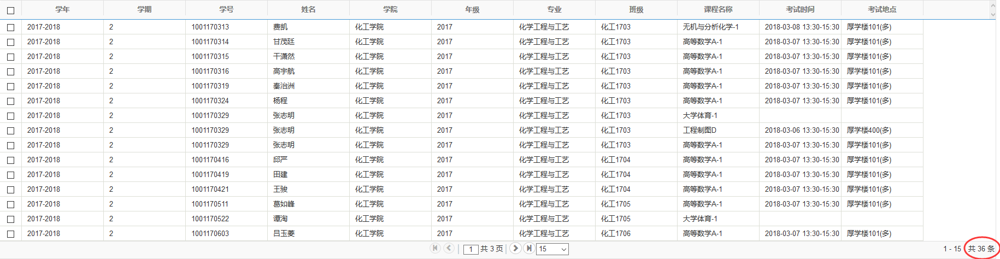 学年 学期 学号 姓名 学院 年级 专业 班级 课程名称 考试时间 考试地点
2017-2018 2 1001170313 费凯 化工学院 2017 化学工程与工艺 化工1703 无机与分析化学-1 2018-03-08 13:30-15:30 厚学楼101(多)
2017-2018 2 1001170314 甘茂廷 化工学院 2017 化学工程与工艺 化工1703 高等数学A-1 2018-03-07 13:30-15:30 厚学楼101(多)
2017-2018 2 1001170315 干潇然 化工学院 2017 化学工程与工艺 化工1703 高等数学A-1 2018-03-07 13:30-15:30 厚学楼101(多)
2017-2018 2 1001170316 高宇航 化工学院 2017 化学工程与工艺 化工1703 高等数学A-1 2018-03-07 13:30-15:30 厚学楼101(多)
2017-2018 2 1001170319 秦治洲 化工学院 2017 化学工程与工艺 化工1703 高等数学A-1 2018-03-07 13:30-15:30 厚学楼101(多)
2017-2018 2 1001170324 杨程 化工学院 2017 化学工程与工艺 化工1703 高等数学A-1 2018-03-07 13:30-15:30 厚学楼101(多)
2017-2018 2 1001170329 张志明 化工学院 2017 化学工程与工艺 化工1703 大学体育-1
2017-2018 2 1001170329 张志明 化工学院 2017 化学工程与工艺 化工1703 工程制图D 2018-03-06 13:30-15:30 厚学楼400(多)
2017-2018 2 1001170329 张志明 化工学院 2017 化学工程与工艺 化工1703 高等数学A-1 2018-03-07 13:30-15:30 厚学楼101(多)
2017-2018 2 1001170416 邱严 化工学院 2017 化学工程与工艺 化工1704 高等数学A-1 2018-03-07 13:30-15:30 厚学楼101(多)
2017-2018 2 1001170419 田建 化工学院 2017 化学工程与工艺 化工1704 高等数学A-1 2018-03-07 13:30-15:30 厚学楼101(多)
2017-2018 2 1001170421 王骏 化工学院 2017 化学工程与工艺 化工1704 高等数学A-1 2018-03-07 13:30-15:30 厚学楼101(多)
2017-2018 2 1001170511 葛如峰 化工学院 2017 化学工程与工艺 化工1705 高等数学A-1 2018-03-07 13:30-15:30 厚学楼101(多)
2017-2018 2 1001170522 谭淘 化工学院 2017 化学工程与工艺 化工1705 大学体育-1
2017-2018 2 1001170603 吕玉菱 化工学院 2017 化学工程与工艺 化工1706 高等数学A-1 2018-03-07 13:30-15:30 厚学楼101(多)
1 共 3 页 15 1 - 15 共 36 条